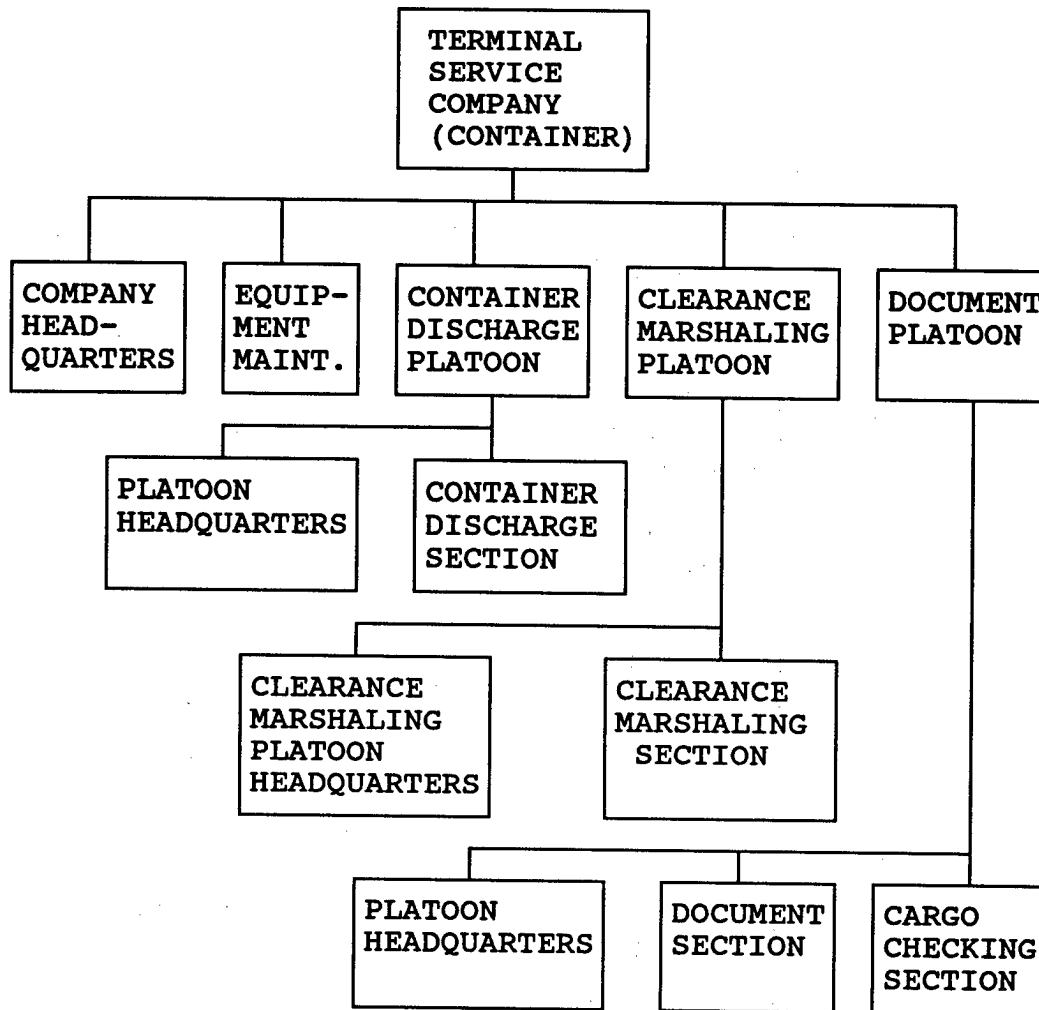 TERMINAL
SERVICE
COMPANY
(CONTAINER)
COMPANY
HEAD-
QUARTERS
EQUIP-
MENT
MAINT.
CONTAINER
DISCHARGE
PLATOON
CLEARANCE
MARSHALING
PLATOON
DOCUMENT
PLATOON
PLATOON
HEADQUARTERS
CONTAINER
DISCHARGE
SECTION
CLEARANCE
MARSHALING
PLATOON
HEADQUARTERS
CLEARANCE
MARSHALING
SECTION
PLATOON
HEADQUARTERS
DOCUMENT
SECTION
CARGO
CHECKING
SECTION